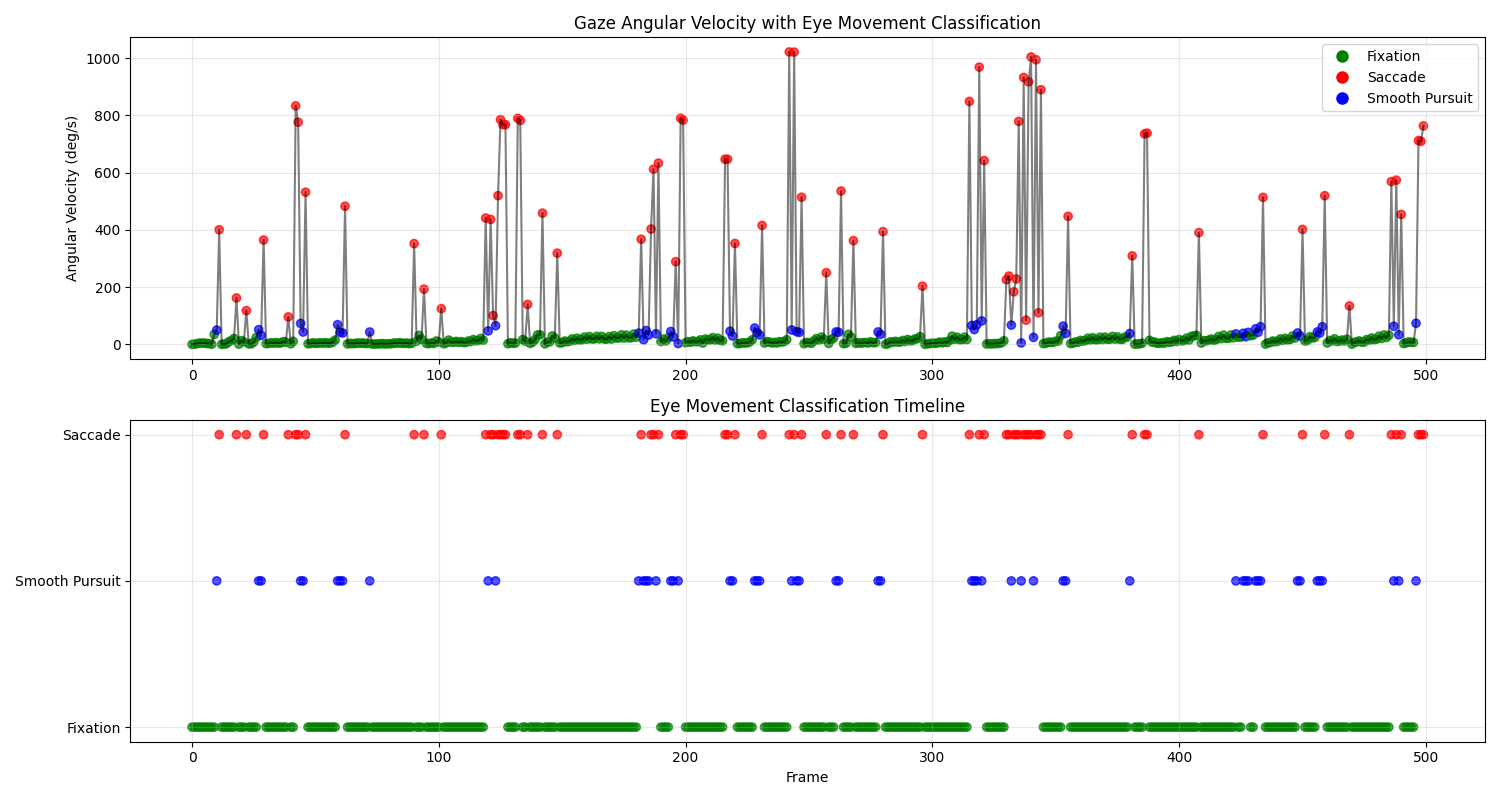 Gaze Angular Velocity with Eye Movement Classification
Angular Velocity (deg/s)
1000
800
600
400
200
0
Fixation
Saccade
Smooth Pursuit
0 100 200 300 400 500
Eye Movement Classification Timeline
Saccade
Smooth Pursuit
Fixation
0 100 200 300 400 500
Frame